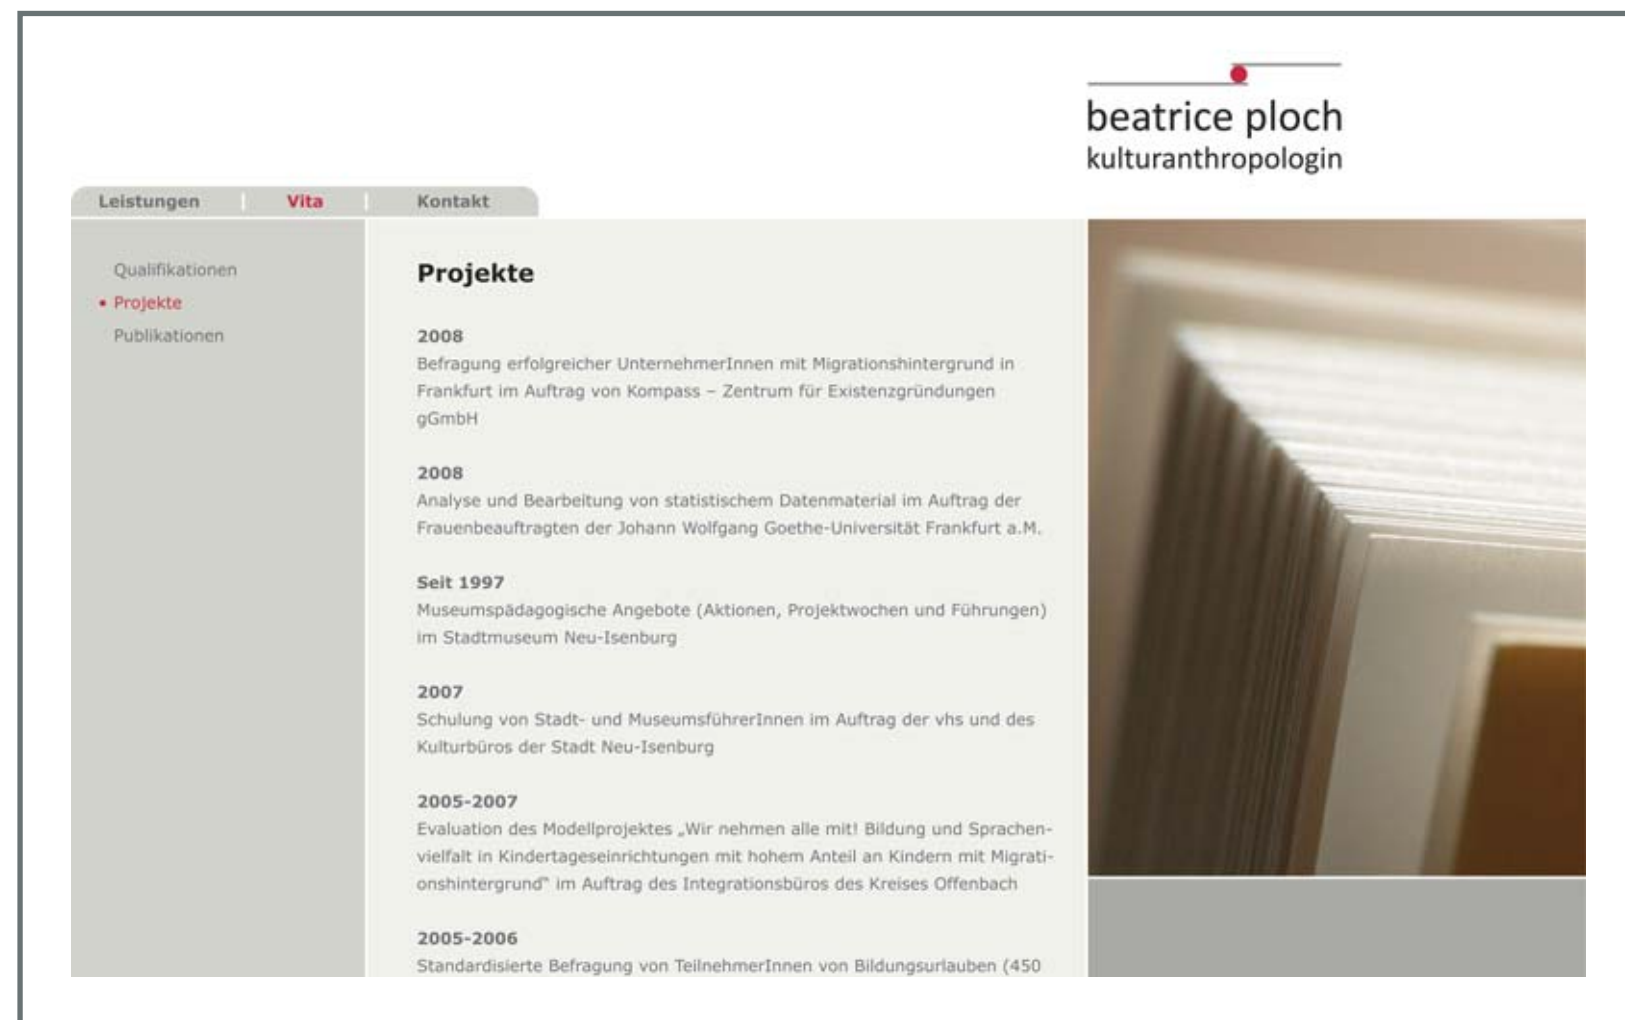 beatrice ploch
kulturanthropologin
Leistungen
Vita
Kontakt
Qualifikationen
• Projekte
Publikationen
Projekte
2008
Befragung erfolgreicher UnternehmerInnen mit Migrationshintergrund in
Frankfurt im Auftrag von Kompass – Zentrum für Existenzgründungen
gGmbH
2008
Analyse und Bearbeitung von statistischem Datenmaterial im Auftrag der
Frauenbeauftragten der Johann Wolfgang Goethe-Universität Frankfurt a.M.
Seit 1997
Museumspädagogische Angebote (Aktionen, Projektwochen und Führungen)
im Stadtmuseum Neu-Isenburg
2007
Schulung von Stadt- und MuseumsführerInnen im Auftrag der vhs und des
Kulturbüros der Stadt Neu-Isenburg
2005-2007
Evaluation des Modellprojektes „Wir nehmen alle mit! Bildung und Sprachen-
vielfalt in Kindertageseinrichtungen mit hohem Anteil an Kindern mit Migrati-
onshintergrund“ im Auftrag des Integrationsbüros des Kreises Offenbach
2005-2006
Standardisierte Befragung von TeilnehmerInnen von Bildungsurlauben (450